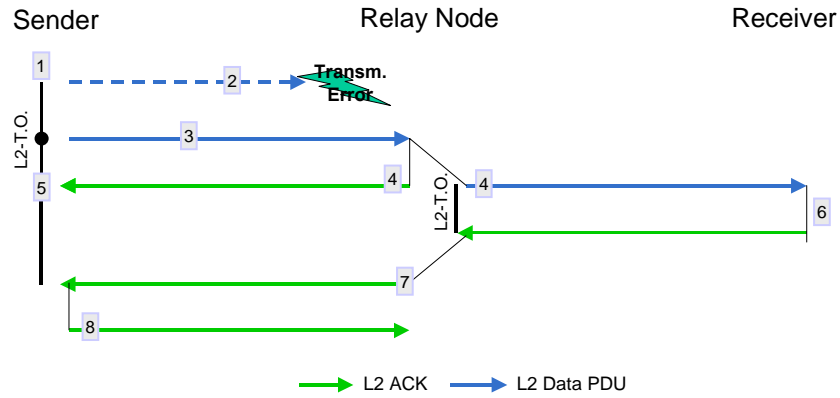 Sender
Relay Node
Receiver
1
2
Transm.
Error
3
L2-T.O.
4
4
5
L2-T.O.
6
7
8
L2 ACK
L2 Data PDU